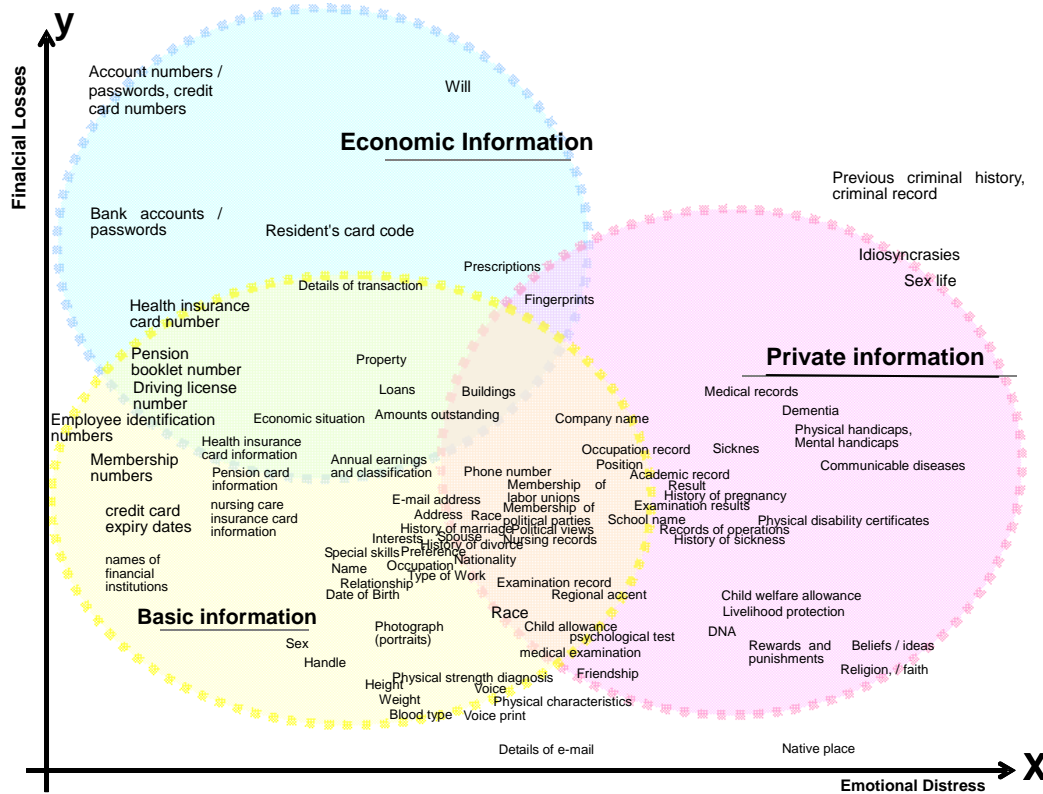 y
Finalcial Losses
Account numbers /
passwords, credit
card numbers
Will
Economic Information
Previous criminal history,
criminal record
Bank accounts /
passwords
Resident's card code
Idiosyncrasies
Sex life
Prescriptions
Details of transaction
Fingerprints
Health insurance
card number
Pension
booklet number
Property
Private information
Driving license
number
Loans
Buildings
Medical records
Employee identification
numbers
Economic situation
Amounts outstanding
Company name
Dementia
Physical handicaps,
Mental handicaps
Health insurance
card information
Occupation record
Sicknes
Membership
numbers
Annual earnings
and classification
Position
Communicable diseases
Pension card
information
Phone number
Academic record
Membership of
labor unions
Result
History of pregnancy
E-mail address
nursing care
insurance card
information
credit card
expiry dates
Address
Race
Membership of
political parties
Examination results
School name
Physical disability certificates
History of marriage
Political views
Records of operations
Interests
Spouse
Nursing records
History of sickness
History of divorce
Special skills
Preference
Nationality
names of
financial
institutions
Name
Occupation
Type of Work
Relationship
Examination record
Date of Birth
Regional accent
Child welfare allowance
Livelihood protection
Basic information
Race
Photograph
(portraits)
Child allowance
psychological test
DNA
Sex
medical examination
Rewards and
punishments
Beliefs / ideas
Handle
Friendship
Religion, / faith
Physical strength diagnosis
Height
Voice
Weight
Physical characteristics
Blood type
Voice print
Details of e-mail
Native place
X
Emotional Distress